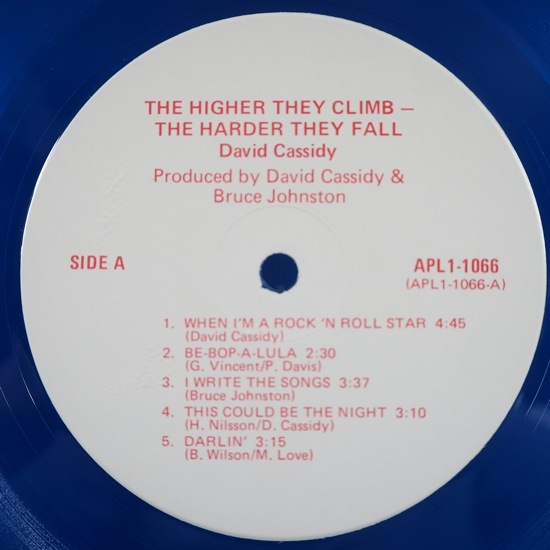 THE HIGHER THEY CLIMB –
THE HARDER THEY FALL
David Cassidy
Produced by David Cassidy &
Bruce Johnston
SIDE A
APL1-1066
(APL1-1066-A)
1. WHEN I'M A ROCK 'N ROLL STAR 4:45
(David Cassidy)
2. BE-BOP-A-LULA 2:30
(G. Vincent/P. Davis)
3. I WRITE THE SONGS 3:37
(Bruce Johnston)
4. THIS COULD BE THE NIGHT 3:10
(H. Nilsson/D. Cassidy)
5. DARLIN' 3:15
(B. Wilson/M. Love)